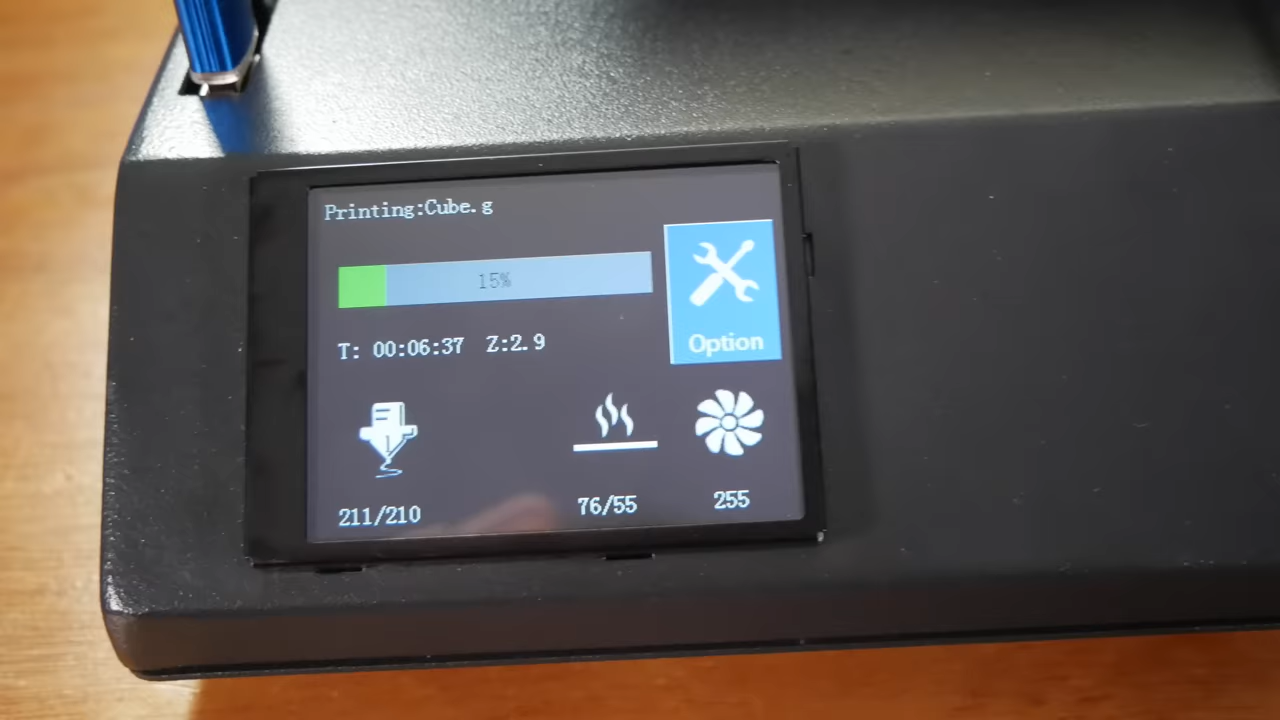 Printing:Cube.g
15%
T: 00:06:37 Z:2.9
Option
211/210
76/55
255